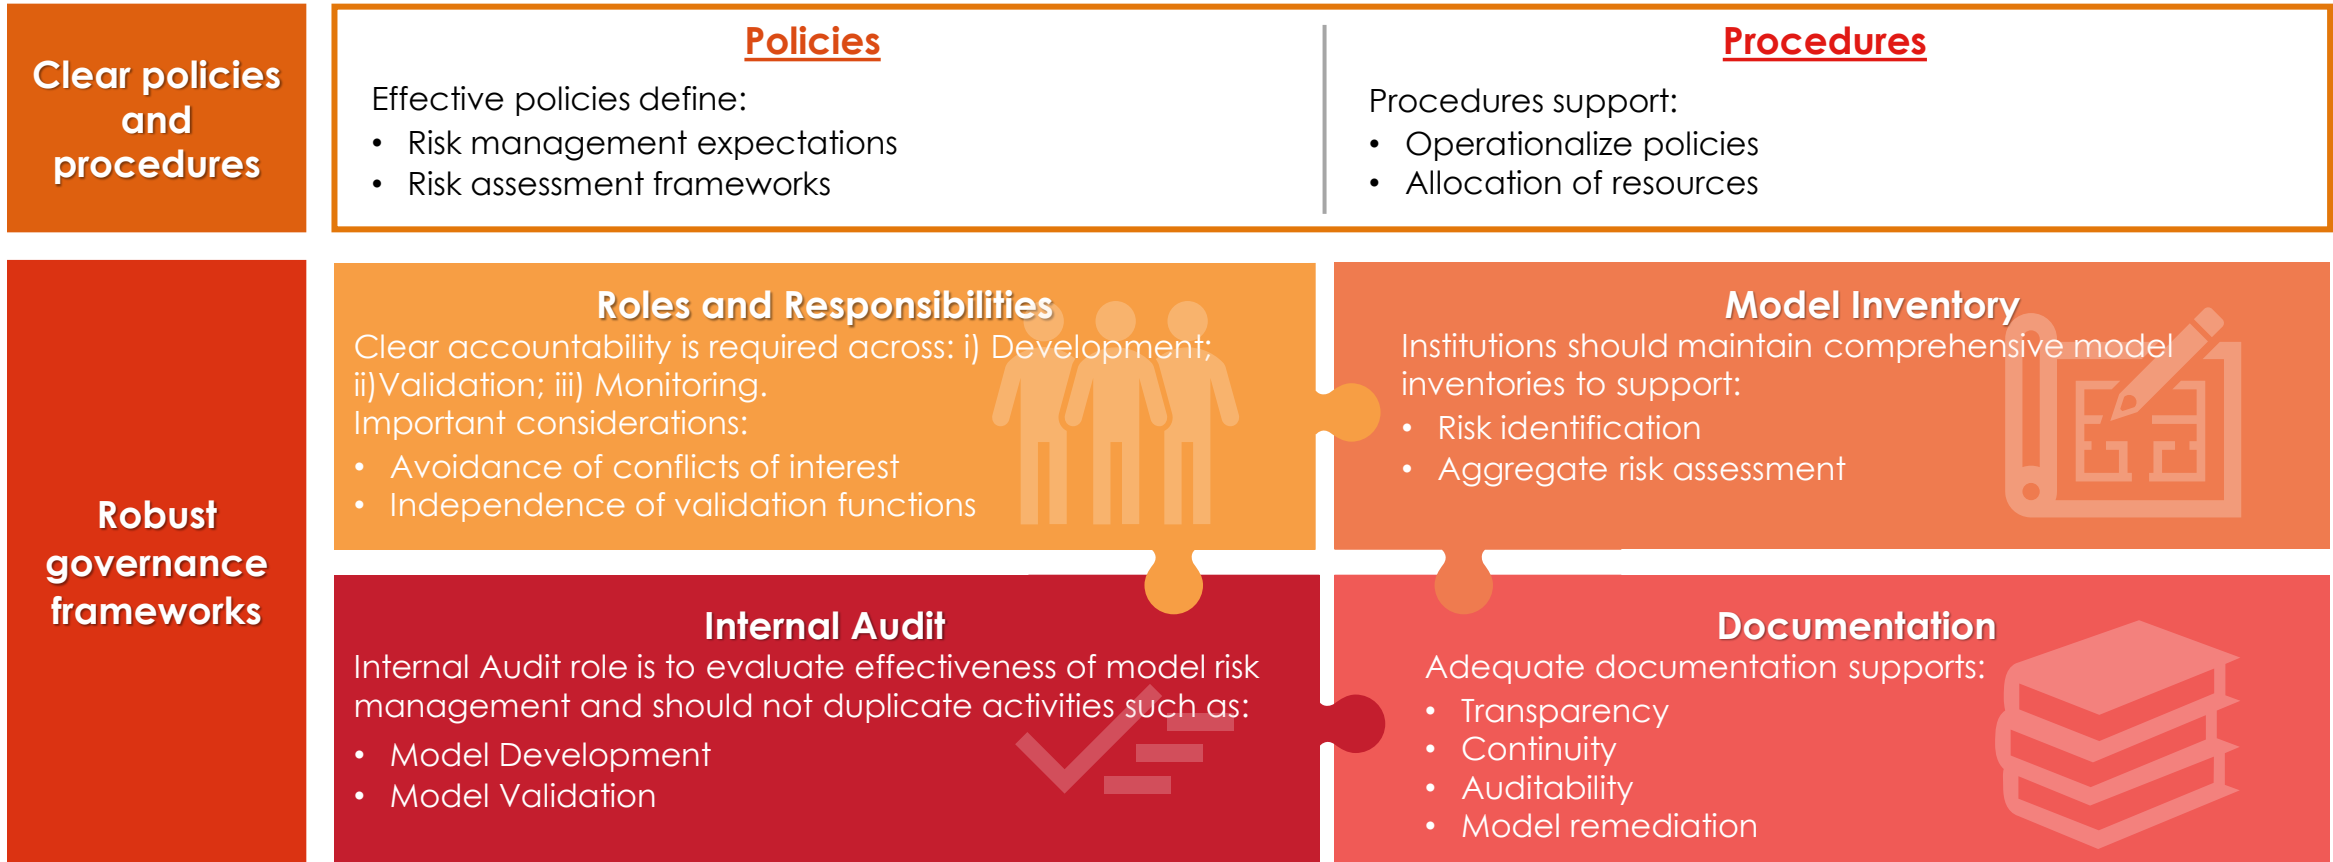 Clear policies
and
procedures
Policies
Effective policies define:
• Risk management expectations
• Risk assessment frameworks
Procedures
Procedures support:
• Operationalize policies
• Allocation of resources
Robust
governance
frameworks
Roles and Responsibilities
Clear accountability is required across: i) Development;
ii)Validation; iii) Monitoring.
Important considerations:
• Avoidance of conflicts of interest
• Independence of validation functions
Model Inventory
Institutions should maintain comprehensive model
inventories to support:
• Risk identification
• Aggregate risk assessment
Internal Audit
Internal Audit role is to evaluate effectiveness of model risk
management and should not duplicate activities such as:
• Model Development
• Model Validation
Documentation
Adequate documentation supports:
• Transparency
• Continuity
• Auditability
• Model remediation